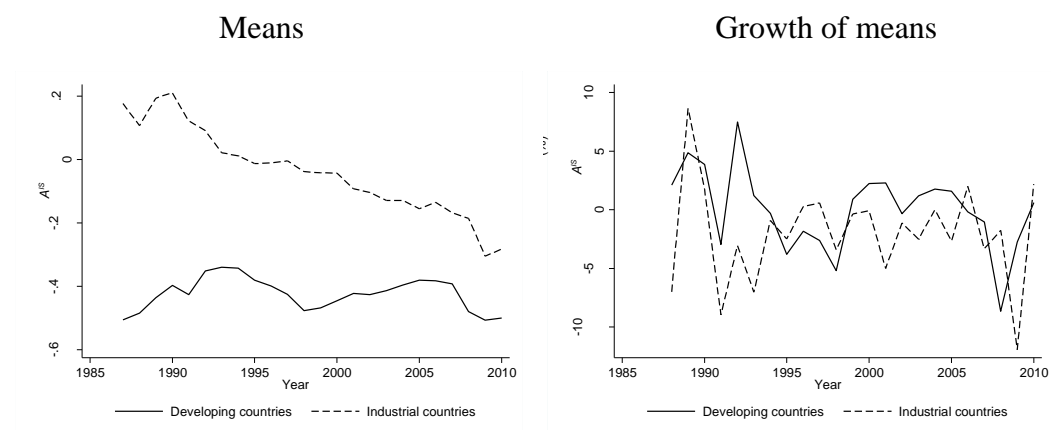 Means
Growth of means
.2
0
-.2
-.4
-.6
A^IS
1985 1990 1995 2000 2005 2010
Year
Developing countries Industrial countries
10
5
0
-5
-10
A^IS
1985 1990 1995 2000 2005 2010
Year
Developing countries Industrial countries